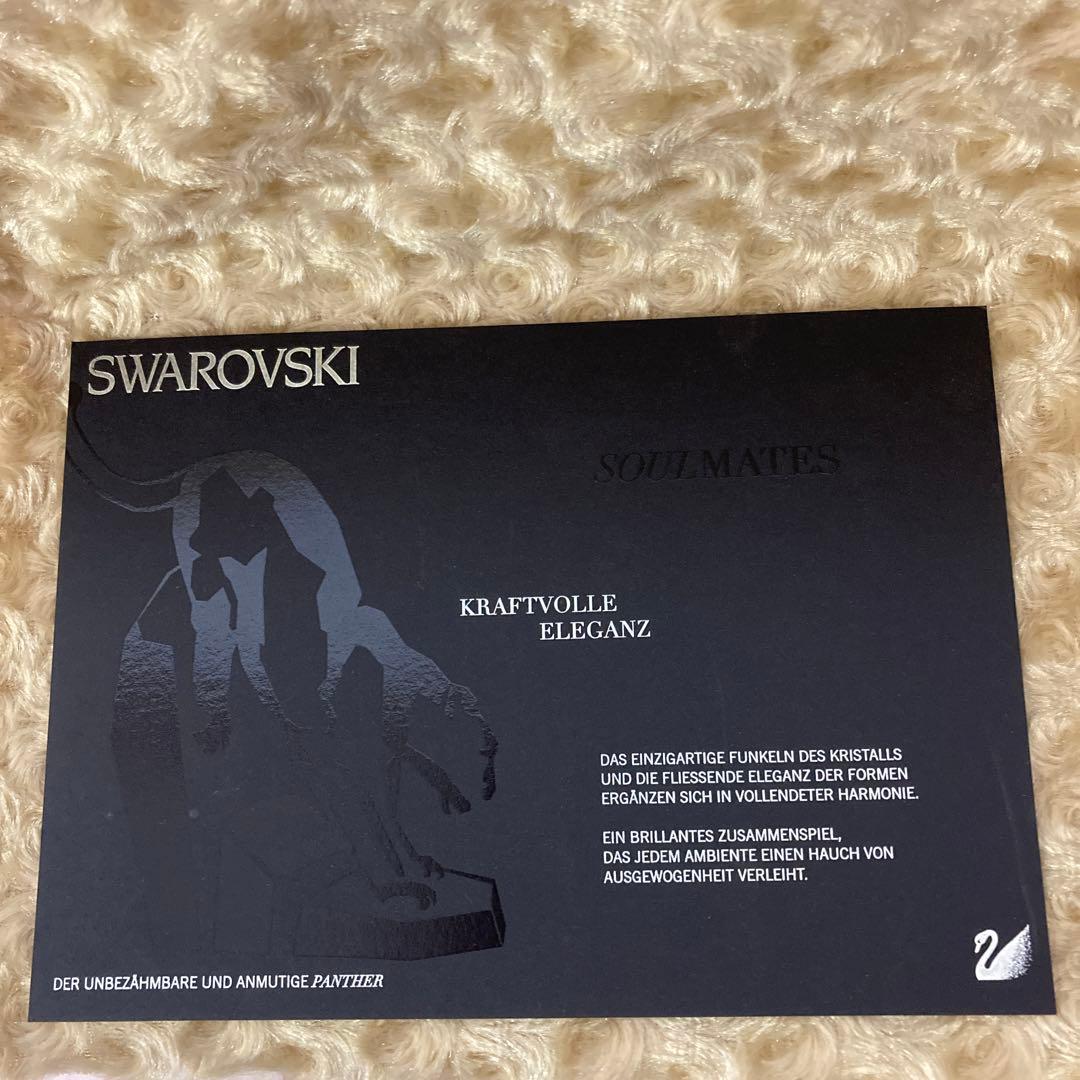 SWAROVSKI
SOULMATES
KRAFTVOLLE
ELEGANZ
DAS EINZIGARTIGE FUNKELN DES KRISTALLS
UND DIE FLIESSENDE ELEGANZ DER FORMEN
ERGÄNZEN SICH IN VOLLENDETER HARMONIE.
EIN BRILLANTES ZUSAMMENSPIEL,
DAS JEDEM AMBIENTE EINEN HAUCH VON
AUSGEWOGENHEIT VERLEIHT.
DER UNBEZÄHMBARE UND ANMUTIGE PANTHER